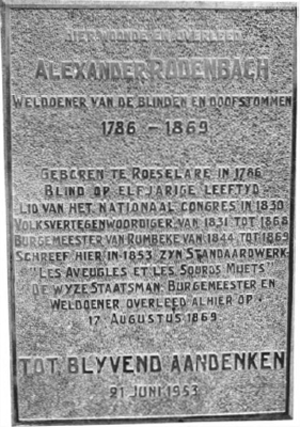 HIER WOONDE EN OVERLEED
ALEXANDER RODENBACH
WELDOENER VAN DE BLINDEN EN DOOFSTOMMEN
1786 - 1869
GEBOREN TE ROESELARE IN 1786
BLIND OP ELFJARIGE LEEFTYD
LID VAN HET NATIONAAL CONGRES IN 1830
VOLKSVERTEGENWOORDIGER VAN 1831 TOT 1868
BURGEMEESTER VAN RUMBEKE VAN 1844 TOT 1869
SCHREEF HIER IN 1853 ZYN STANDAARDWERK:
"LES AVEUGLES ET LES SOURDS MUETS"
DE WYZE STAATSMAN, BURGEMEESTER EN
WELDOENER OVERLEED ALHIER OP
17 AUGUSTUS 1869
TOT BLYVEND AANDENKEN
21 JUNI 1953